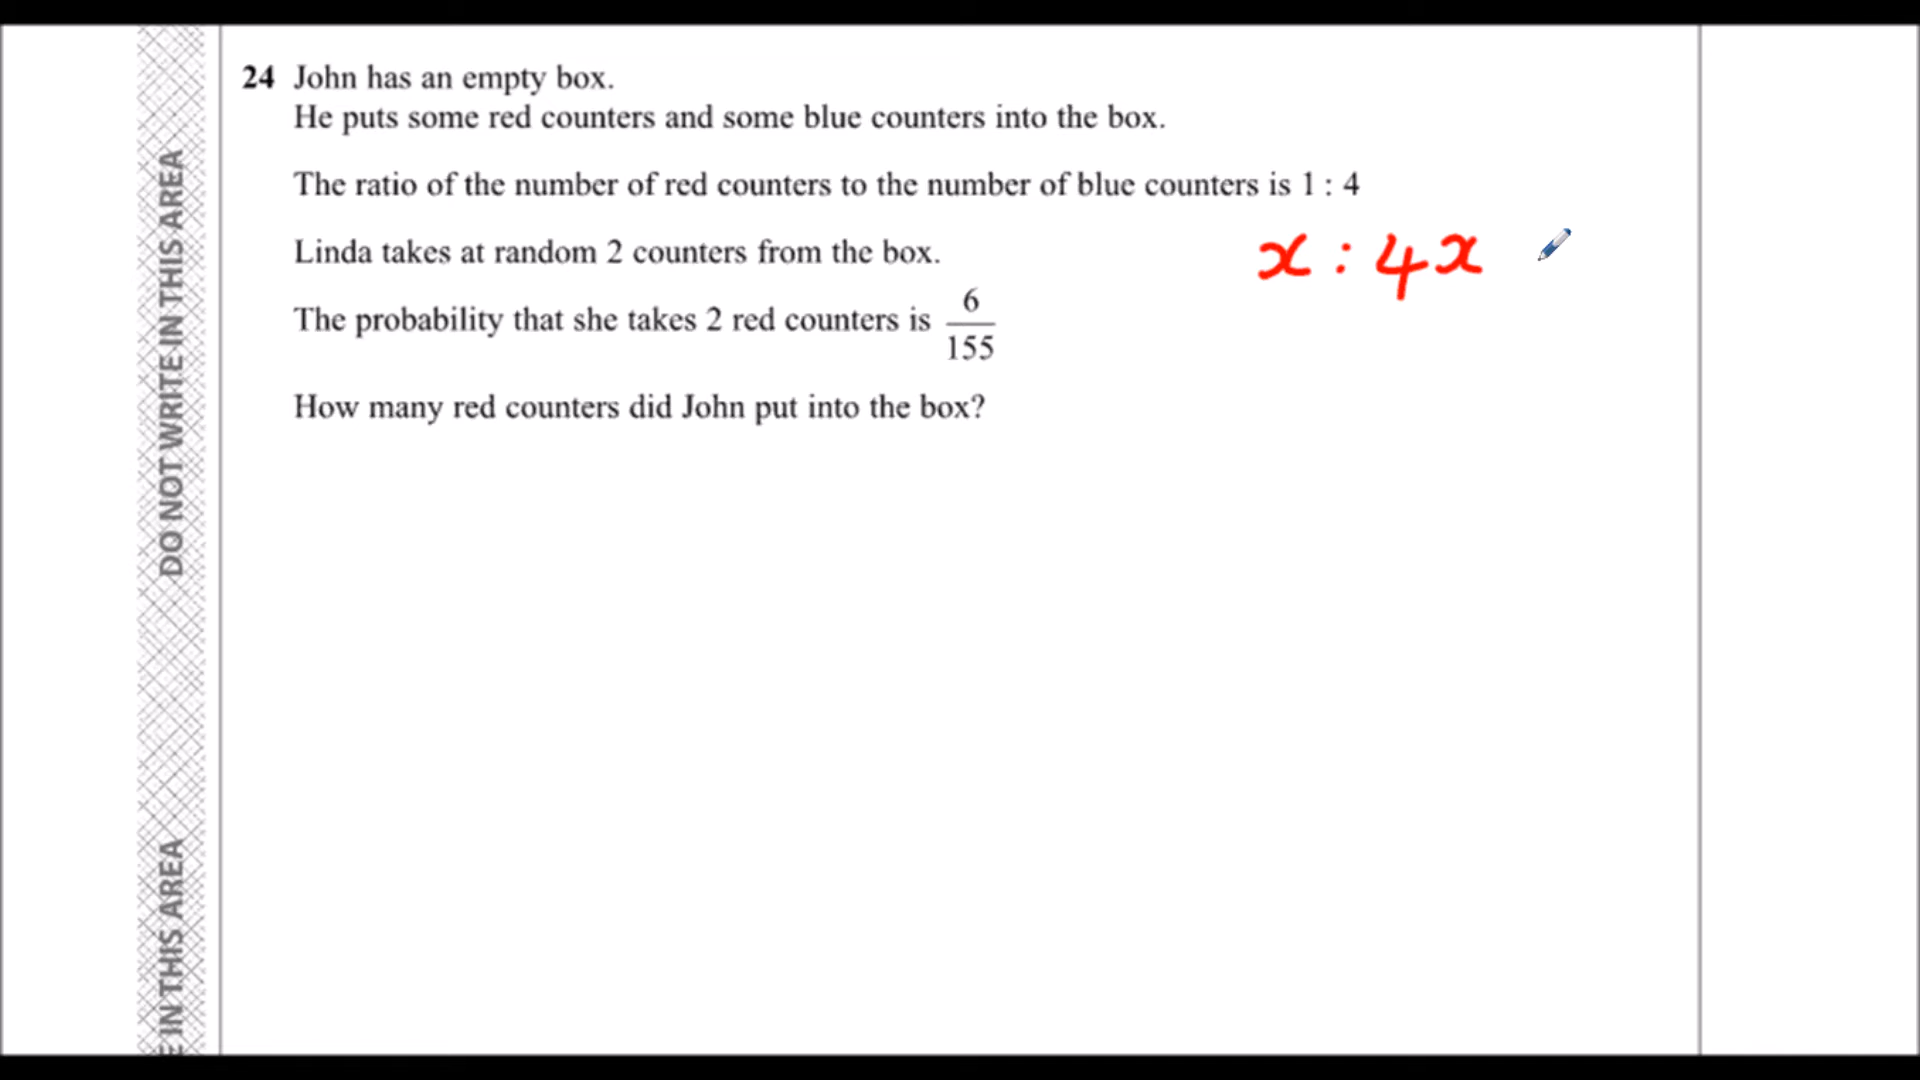 24 John has an empty box.
He puts some red counters and some blue counters into the box.
The ratio of the number of red counters to the number of blue counters is 1 : 4
x : 4x
Linda takes at random 2 counters from the box.
The probability that she takes 2 red counters is 6/155
How many red counters did John put into the box?
DO NOT WRITE IN THIS AREA
E IN THIS AREA